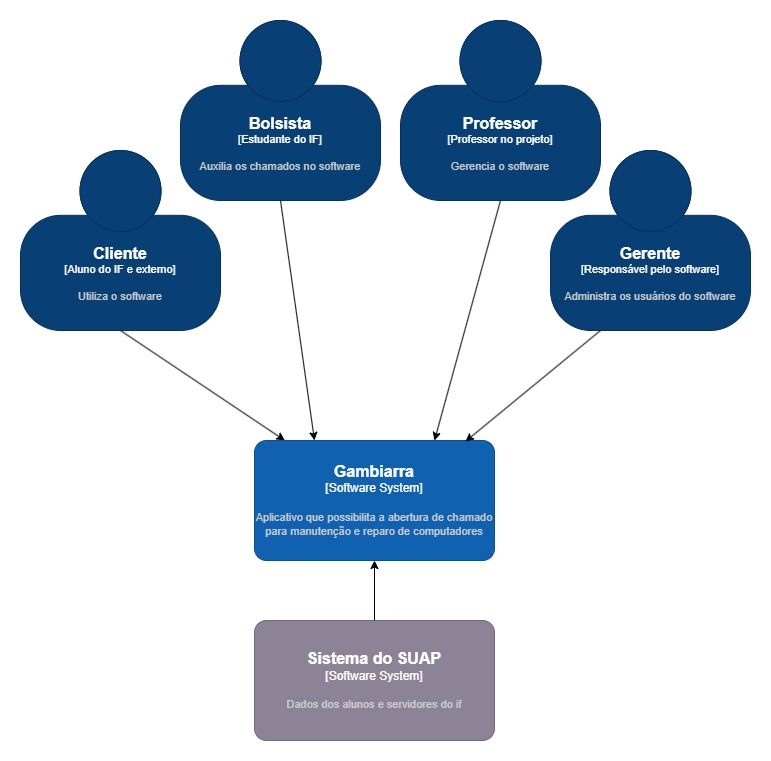 Bolsista
[Estudante do IF]
Auxilia os chamados no software
Professor
[Professor no projeto]
Gerencia o software
Cliente
[Aluno do IF e externo]
Utiliza o software
Gerente
[Responsável pelo software]
Administra os usuários do software
Gambiarra
[Software System]
Aplicativo que possibilita a abertura de chamado
para manutenção e reparo de computadores
Sistema do SUAP
[Software System]
Dados dos alunos e servidores do if